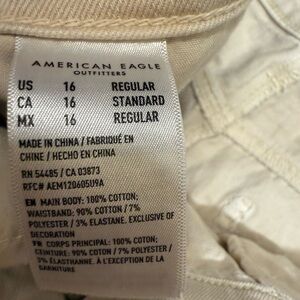 AMERICAN EAGLE
OUTFITTERS
US 16 REGULAR
CA 16 STANDARD
MX 16 REGULAR
MADE IN CHINA / FABRIQUÉ EN
CHINE / HECHO EN CHINA
RN 54485 / CA 03873
RFC# AEM120605U9A
EN MAIN BODY: 100% COTTON;
WAISTBAND: 90% COTTON / 7%
POLYESTER / 3% ELASTANE. EXCLUSIVE OF
DECORATION
FR CORPS PRINCIPAL: 100% COTON;
CEINTURE: 90% COTON / 7% POLYESTER /
3% ÉLASTHANNE. À L'EXCEPTION DE LA
GARNITURE